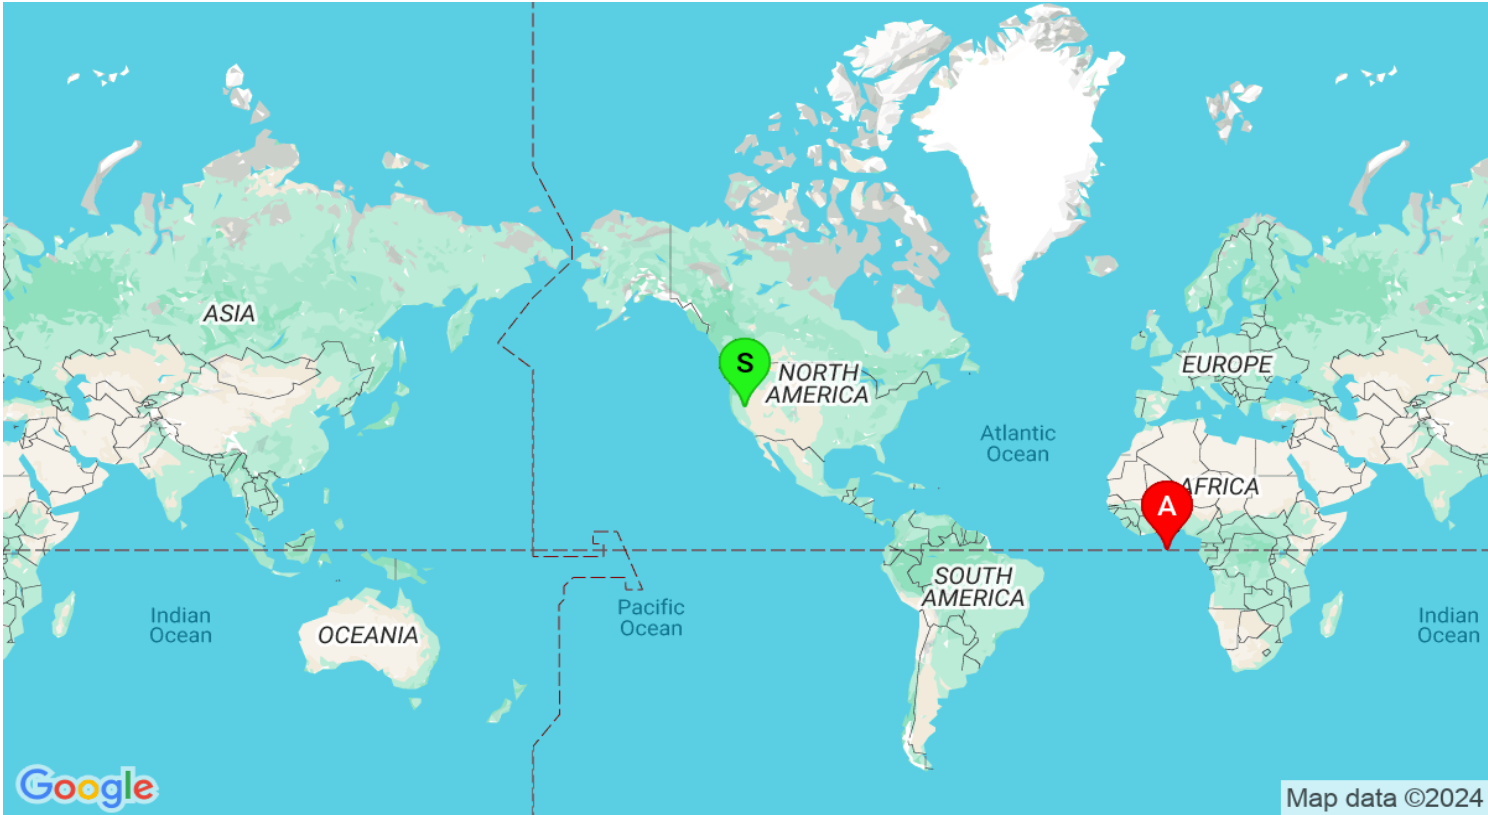 ASIA
S
NORTH
AMERICA
EUROPE
Atlantic
Ocean
AFRICA
A
SOUTH
AMERICA
Pacific
Ocean
Indian
Ocean
OCEANIA
Indian
Ocean
Google
Map data ©2024